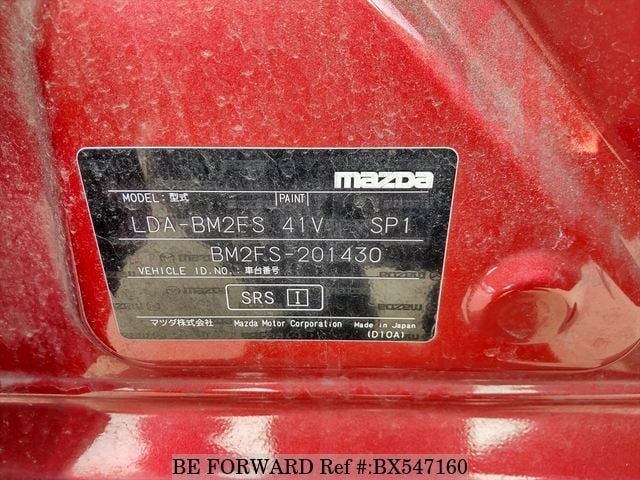 mazda
MODEL: 型式 PAINT
LDA-BM2FS 41V SP1
BM2FS-201430
VEHICLE ID.NO.: 車台番号
SRS I
マツダ株式会社 Mazda Motor Corporation Made in Japan
(D10A)
BE FORWARD Ref #:BX547160